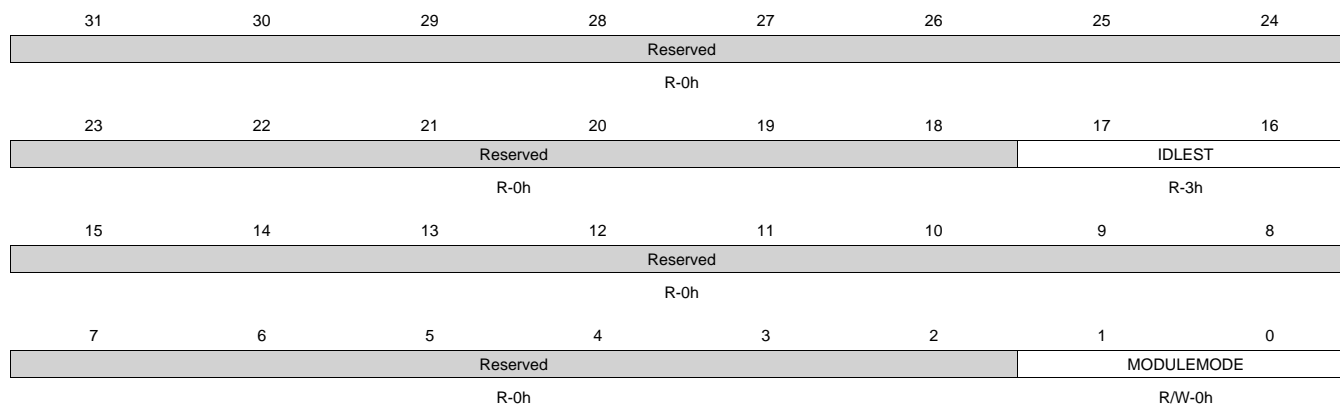 31 30 29 28 27 26 25 24
Reserved
R-0h
23 22 21 20 19 18 17 16
Reserved IDLEST
R-0h R-3h
15 14 13 12 11 10 9 8
Reserved
R-0h
7 6 5 4 3 2 1 0
Reserved MODULEMODE
R-0h R/W-0h